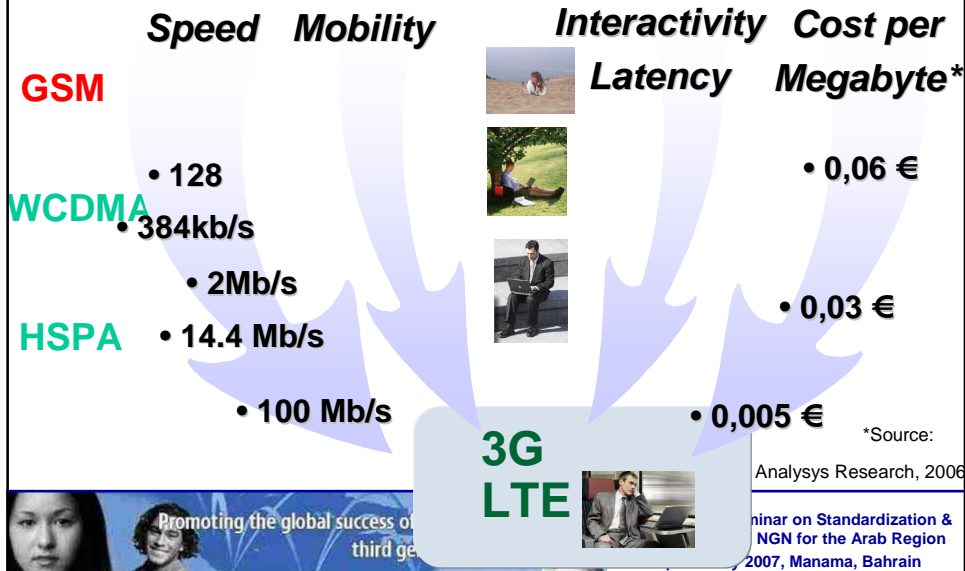 Speed Mobility Interactivity Cost per
Latency Megabyte*
GSM
• 128
• 0,06 €
WCDMA
• 384kb/s
• 2Mb/s
• 0,03 €
HSPA
• 14.4 Mb/s
• 100 Mb/s
• 0,005 €
3G
LTE
*Source:
Analysys Research, 2006
Promoting the global success of
third
on Standardization &
NGN for the Arab Region
2007, Manama, Bahrain